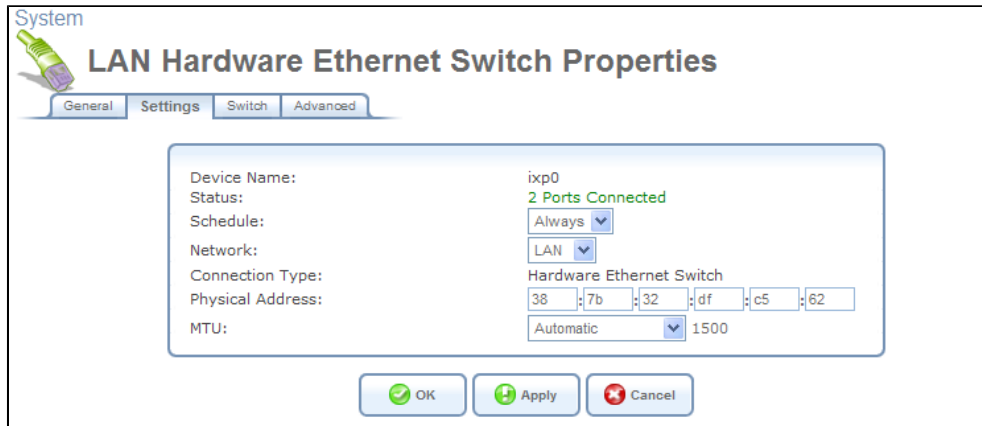 System
LAN Hardware Ethernet Switch Properties
General Settings Switch Advanced
Device Name: ixp0
Status: 2 Ports Connected
Schedule: Always
Network: LAN
Connection Type: Hardware Ethernet Switch
Physical Address: 38 : 7b : 32 : df : c5 : 62
MTU: Automatic 1500
OK Apply Cancel